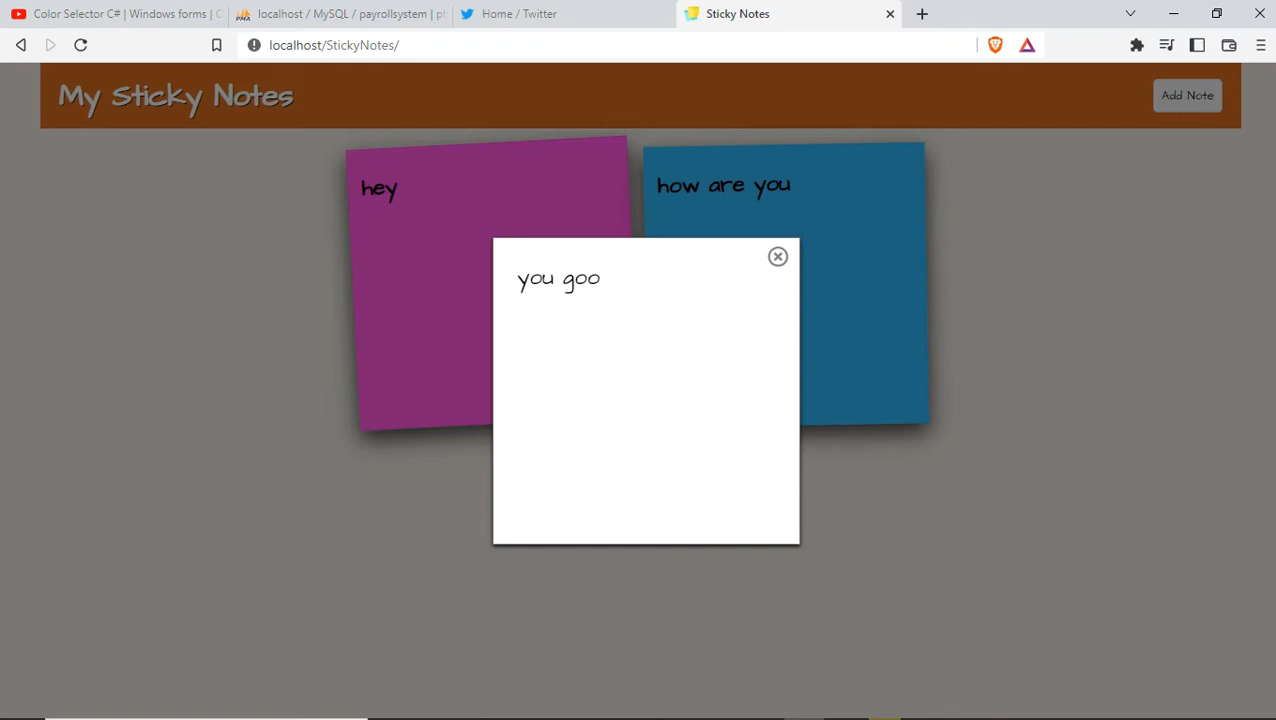 Color Selector C# | Windows forms | C
localhost / MySQL / payrollsystem | ph
Home / Twitter
Sticky Notes
localhost/StickyNotes/
My Sticky Notes
Add Note
hey
how are you
you goo